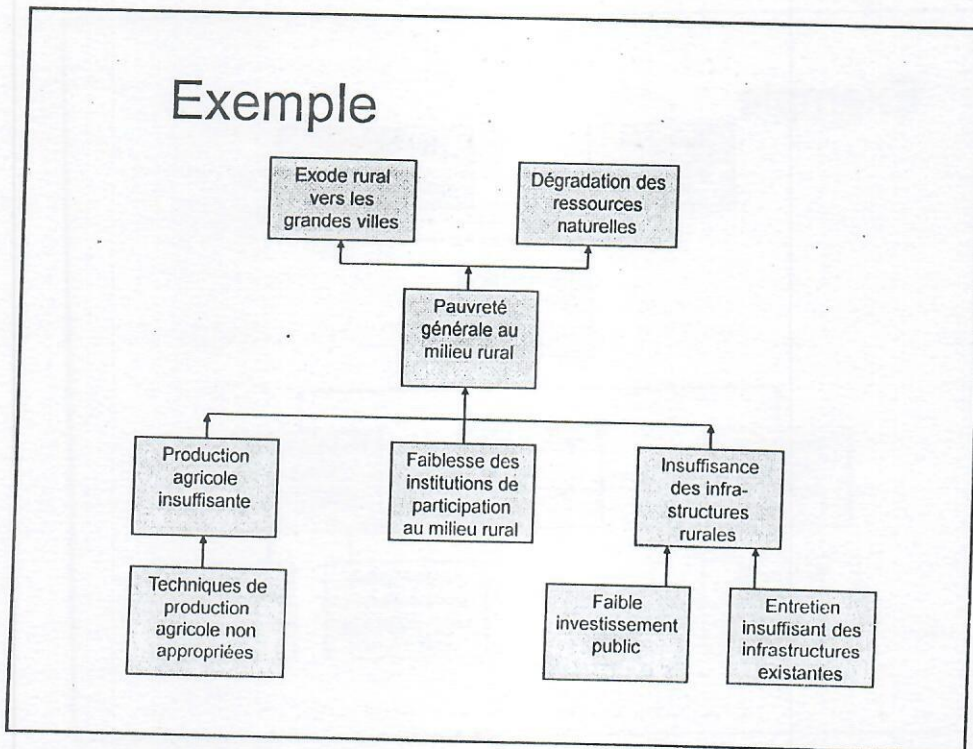 Exemple
Exode rural
vers les
grandes villes
Dégradation des
ressources
naturelles
Pauvreté
générale au
milieu rural
Production
agricole
insuffisante
Faiblesse des
institutions de
participation
au milieu rural
Insuffisance
des infra-
structures
rurales
Techniques de
production
agricole non
appropriées
Faible
investissement
public
Entretien
insuffisant des
infrastructures
existantes